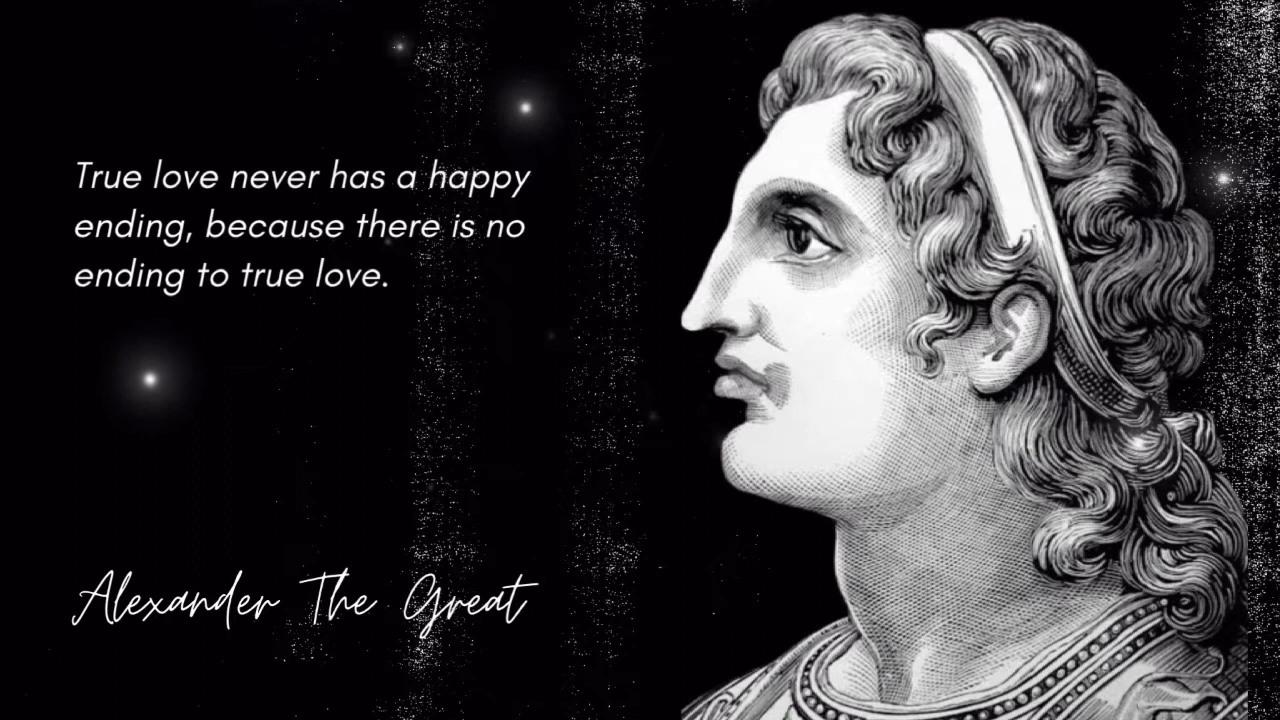 True love never has a happy
ending, because there is no
ending to true love.
Alexander The Great